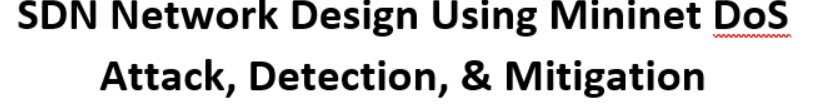 SDN Network Design Using Mininet DoS
Attack, Detection, & Mitigation